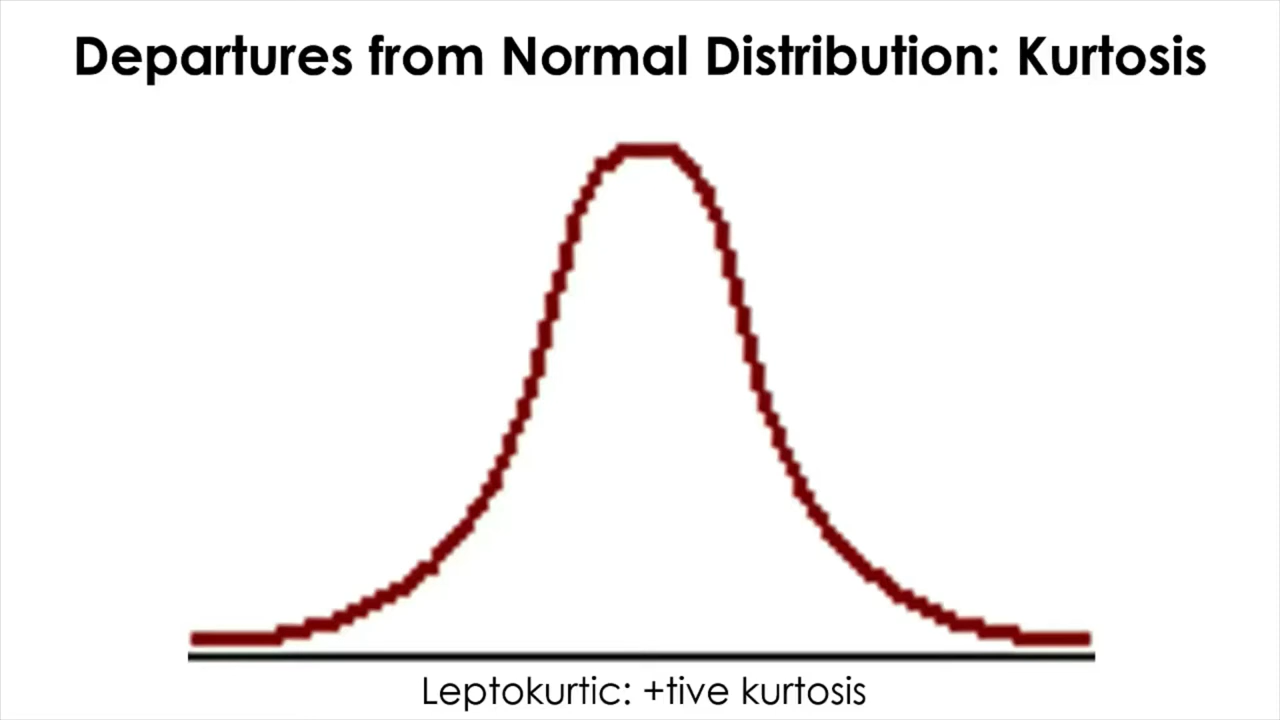 Departures from Normal Distribution: Kurtosis
Leptokurtic: +tive kurtosis